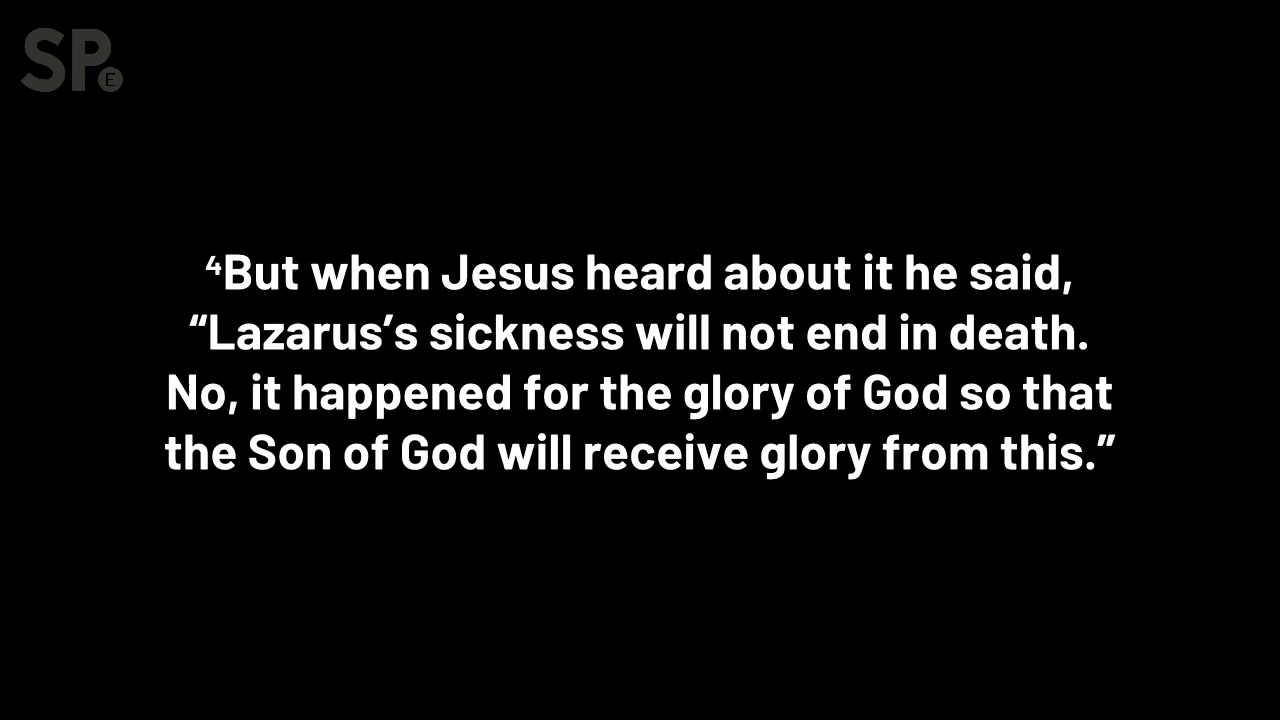 SP E
⁴But when Jesus heard about it he said,
“Lazarus’s sickness will not end in death.
No, it happened for the glory of God so that
the Son of God will receive glory from this.”